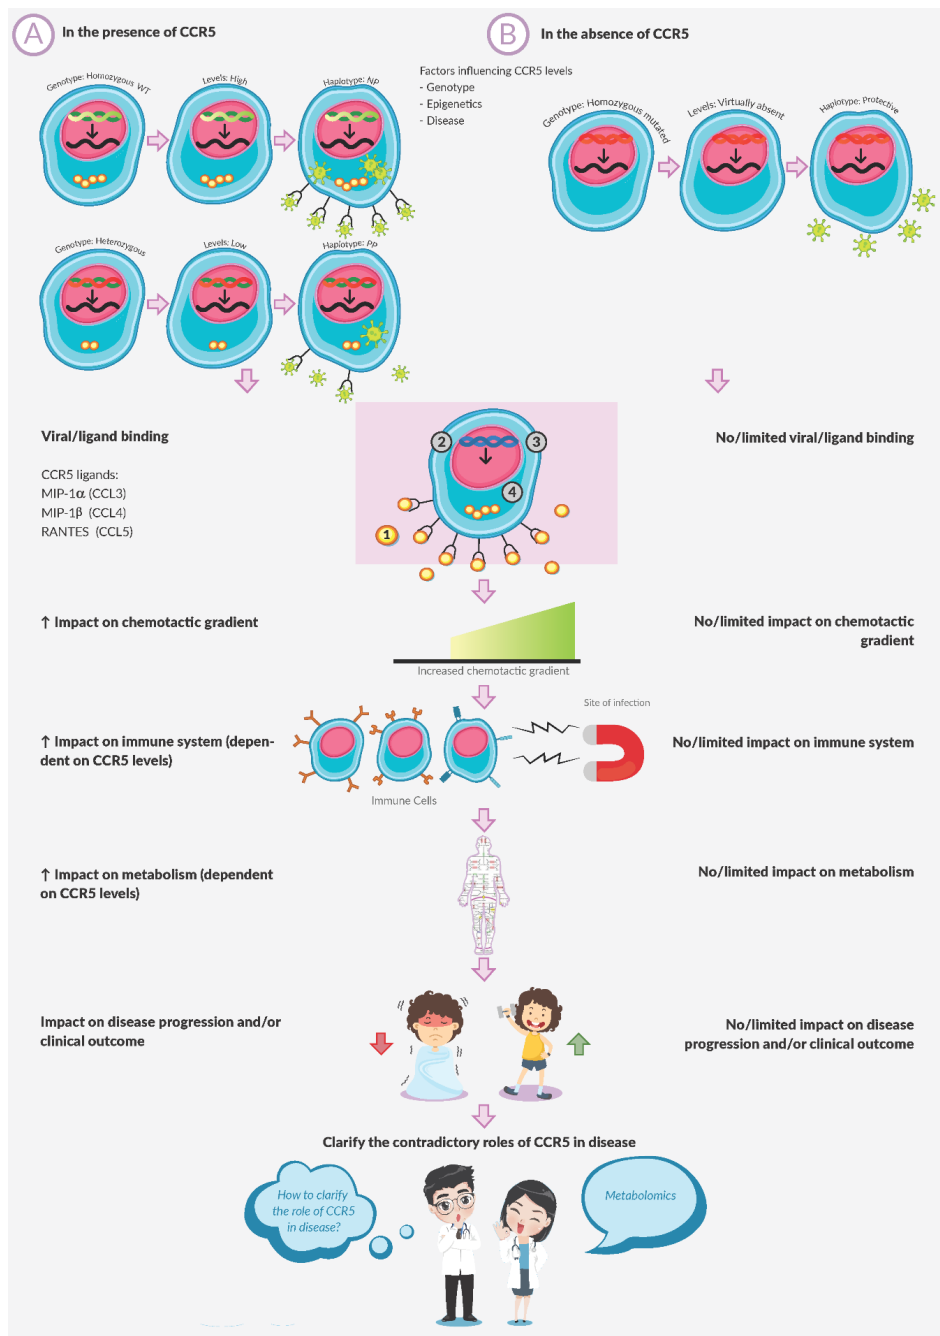 A
In the presence of CCR5
B
In the absence of CCR5
Genotype: Homozygous WT
Levels: High
Haplotype: NP
Factors influencing CCR5 levels
- Genotype
- Epigenetics
- Disease
Genotype: Homozygous mutated
Levels: Virtually absent
Haplotype: Protective
Genotype: Heterozygous
Levels: Low
Haplotype: PP
Viral/ligand binding
CCR5 ligands:
MIP-1α (CCL3)
MIP-1β (CCL4)
RANTES (CCL5)
2
3
4
1
No/limited viral/ligand binding
↑ Impact on chemotactic gradient
Increased chemotactic gradient
No/limited impact on chemotactic
gradient
↑ Impact on immune system (depen-
dent on CCR5 levels)
Site of infection
Immune Cells
No/limited impact on immune system
↑ Impact on metabolism (dependent
on CCR5 levels)
No/limited impact on metabolism
Impact on disease progression and/or
clinical outcome
No/limited impact on disease
progression and/or clinical outcome
Clarify the contradictory roles of CCR5 in disease
How to clarify
the role of CCR5
in disease?
Metabolomics